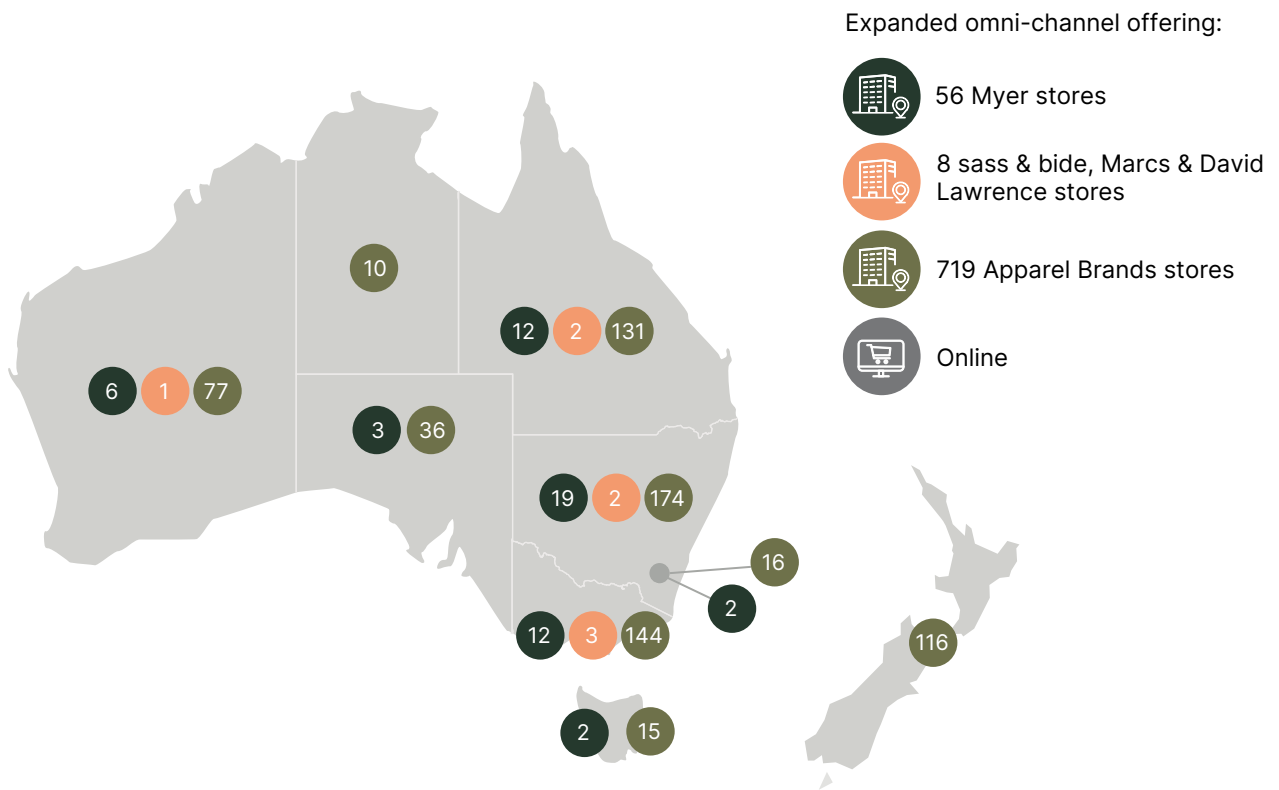 Expanded omni-channel offering:
56 Myer stores
8 sass & bide, Marcs & David
Lawrence stores
719 Apparel Brands stores
Online
10
12 2 131
6 1 77
3 36
19 2 174
16
2
12 3 144
116
2 15